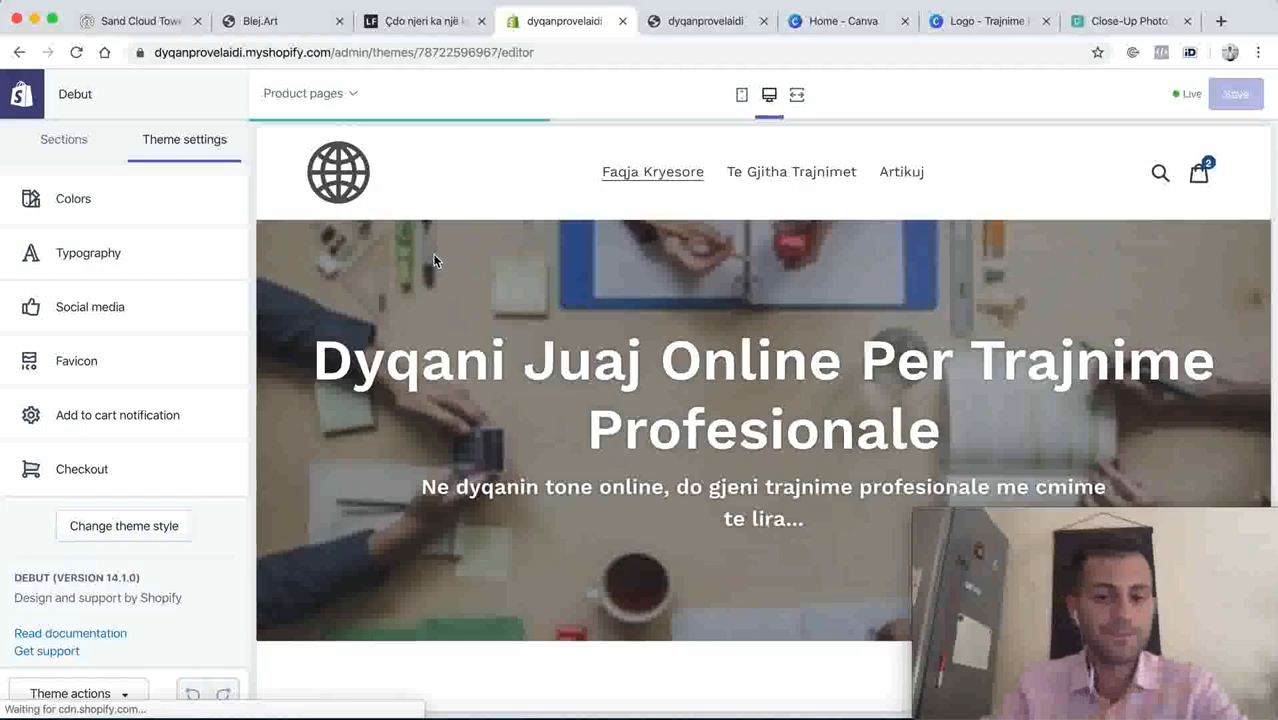 Sand Cloud Tow
Blej.Art
Çdo njeri ka një
dyqanprovelaidi
dyqanprovelaidi
Home - Canva
Logo - Trajnime
Close-Up Photo
dyqanprovelaidi.myshopify.com/admin/themes/78722596967/editor
Debut
Product pages
Live
Save
Sections
Theme settings
Faqja Kryesore
Te Gjitha Trajnimet
Artikuj
2
Colors
Typography
Social media
Favicon
Add to cart notification
Checkout
Dyqani Juaj Online Per Trajnime
Profesionale
Ne dyqanin tone online, do gjeni trajnime profesionale me cmime
te lira...
Change theme style
DEBUT (VERSION 14.1.0)
Design and support by Shopify
Read documentation
Get support
Theme actions
Waiting for cdn.shopify.com...